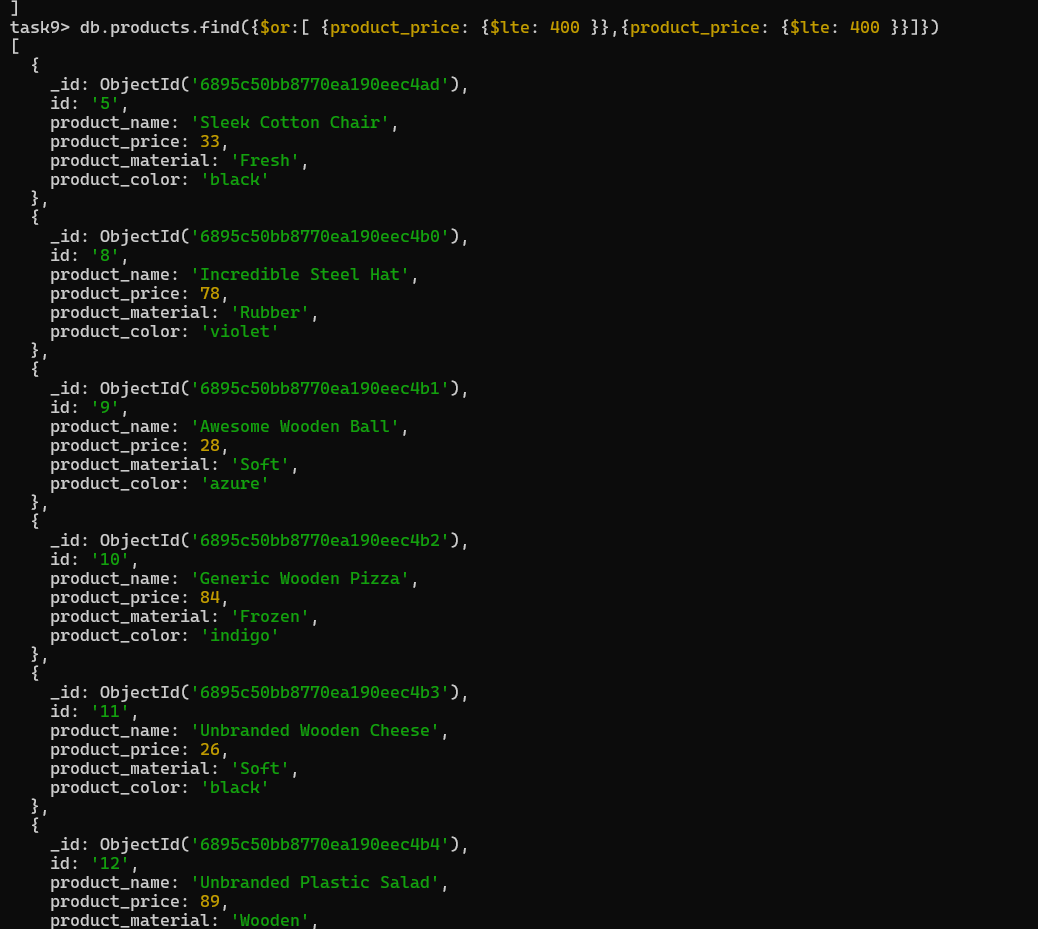 ]
task9> db.products.find({$or:[ {product_price: {$lte: 400 }},{product_price: {$lte: 400 }}]})
[
  {
    _id: ObjectId('6895c50bb8770ea190eec4ad'),
    id: '5',
    product_name: 'Sleek Cotton Chair',
    product_price: 33,
    product_material: 'Fresh',
    product_color: 'black'
  },
  {
    _id: ObjectId('6895c50bb8770ea190eec4b0'),
    id: '8',
    product_name: 'Incredible Steel Hat',
    product_price: 78,
    product_material: 'Rubber',
    product_color: 'violet'
  },
  {
    _id: ObjectId('6895c50bb8770ea190eec4b1'),
    id: '9',
    product_name: 'Awesome Wooden Ball',
    product_price: 28,
    product_material: 'Soft',
    product_color: 'azure'
  },
  {
    _id: ObjectId('6895c50bb8770ea190eec4b2'),
    id: '10',
    product_name: 'Generic Wooden Pizza',
    product_price: 84,
    product_material: 'Frozen',
    product_color: 'indigo'
  },
  {
    _id: ObjectId('6895c50bb8770ea190eec4b3'),
    id: '11',
    product_name: 'Unbranded Wooden Cheese',
    product_price: 26,
    product_material: 'Soft',
    product_color: 'black'
  },
  {
    _id: ObjectId('6895c50bb8770ea190eec4b4'),
    id: '12',
    product_name: 'Unbranded Plastic Salad',
    product_price: 89,
    product_material: 'Wooden',